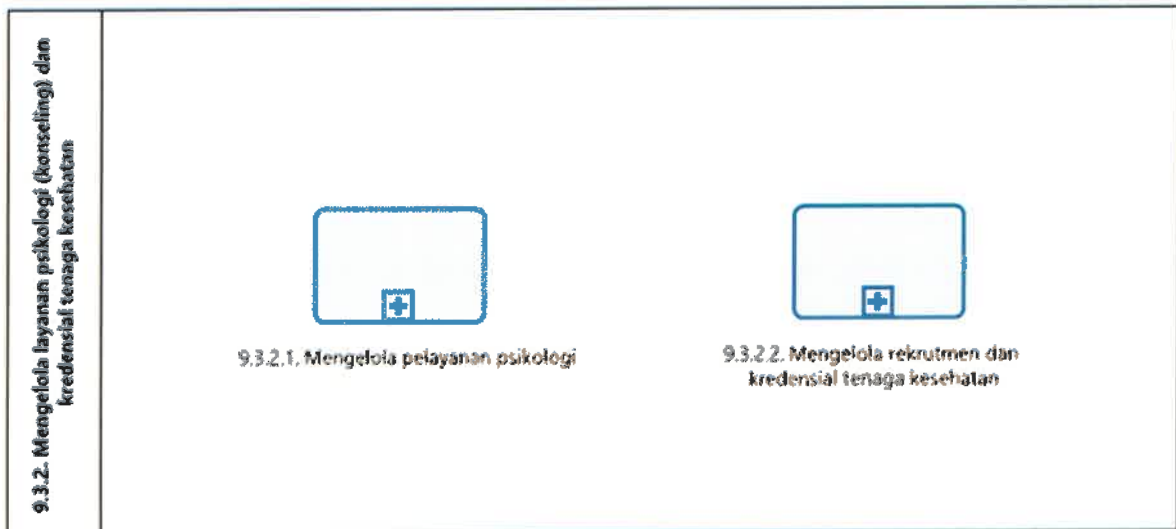 9.3.2. Mengelola layanan psikologi (konseling) dan
kredensial tenaga kesehatan
9.3.2.1. Mengelola pelayanan psikologi
9.3.2.2. Mengelola rekrutmen dan
kredensial tenaga kesehatan